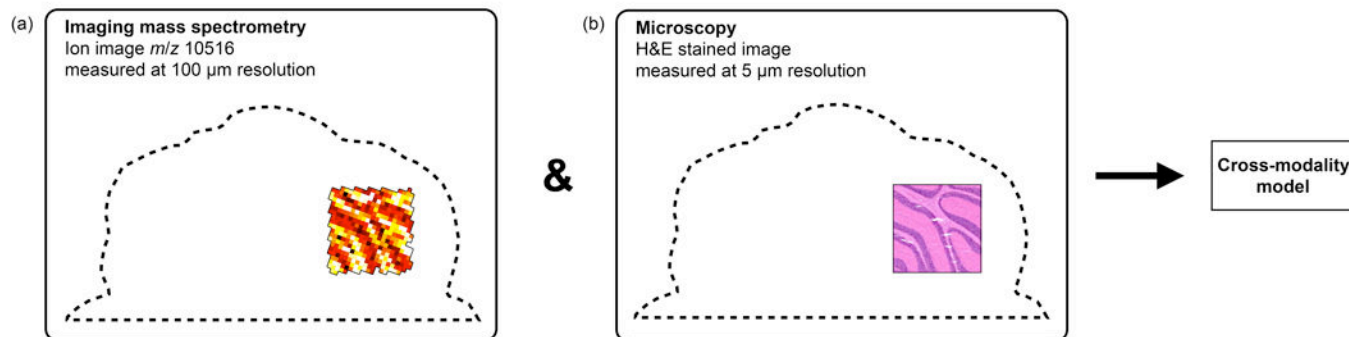 (a)
Imaging mass spectrometry
Ion image m/z 10516
measured at 100 µm resolution
&
(b)
Microscopy
H&E stained image
measured at 5 µm resolution
Cross-modality
model